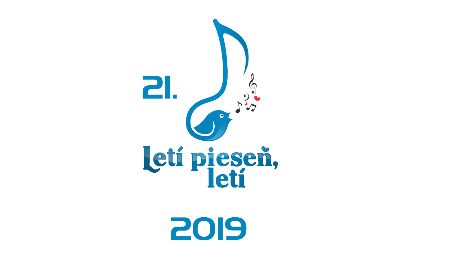 21.
Letí pieseň,
letí
2019